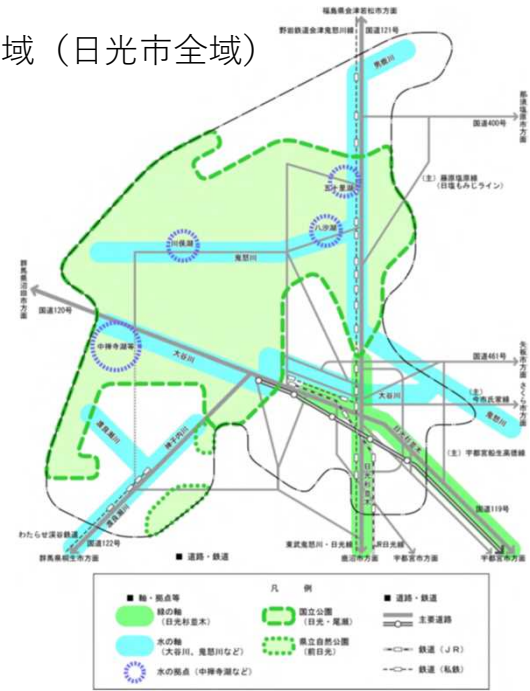 域（日光市全域）
福島県会津若松市方面
野岩鉄道会津鬼怒川線
国道121号
男鹿川
那須塩原市方面
国道400号
（主）藤原塩原線
（日塩もみじライン）
五十里湖
八汐湖
川俣湖
鬼怒川
群馬県沼田市方面
国道120号
中禅寺湖等
大谷川
国道461号
矢板市方面
さくら市方面
（主）
今市氏家線
大谷川
鬼怒川
渡良瀬川
神子内川
日光杉並木
（主）宇都宮船生高徳線
日光杉並木
国道119号
渡良瀬川
わたらせ渓谷鉄道
国道122号
群馬県桐生市方面
■ 道路・鉄道
東武鬼怒川・日光線
JR日光線
鹿沼市方面
宇都宮市方面
宇都宮市方面
凡 例
■ 軸・拠点等
緑の軸
（日光杉並木）
水の軸
（大谷川、鬼怒川など）
水の拠点（中禅寺湖など）
国立公園
（日光・尾瀬）
県立自然公園
（前日光）
■ 道路・鉄道
主要道路
鉄道（ＪＲ）
鉄道（私鉄）